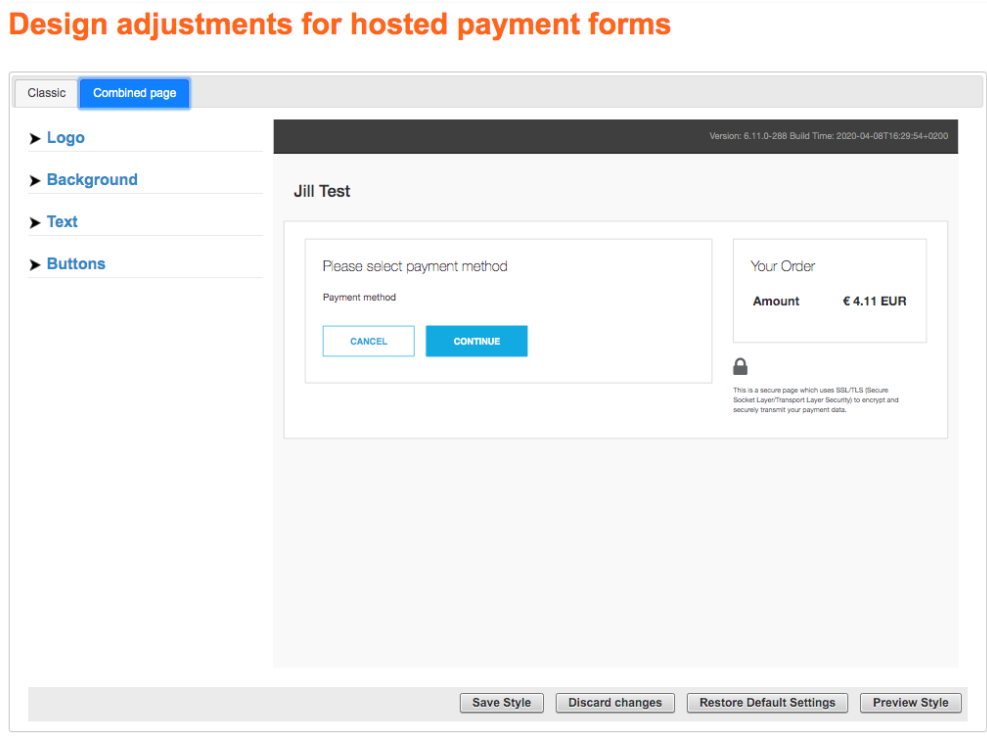 Design adjustments for hosted payment forms
Classic
Combined page
Logo
Background
Text
Buttons
Version: 6.11.0-288 Build Time: 2020-04-08T16:29:54+0200
Jill Test
Please select payment method
Payment method
CANCEL
CONTINUE
Your Order
Amount € 4.11 EUR
This is a secure page which uses SSL/TLS (Secure
Socket Layer/Transport Layer Security) to encrypt and
securely transmit your payment data.
Save Style
Discard changes
Restore Default Settings
Preview Style